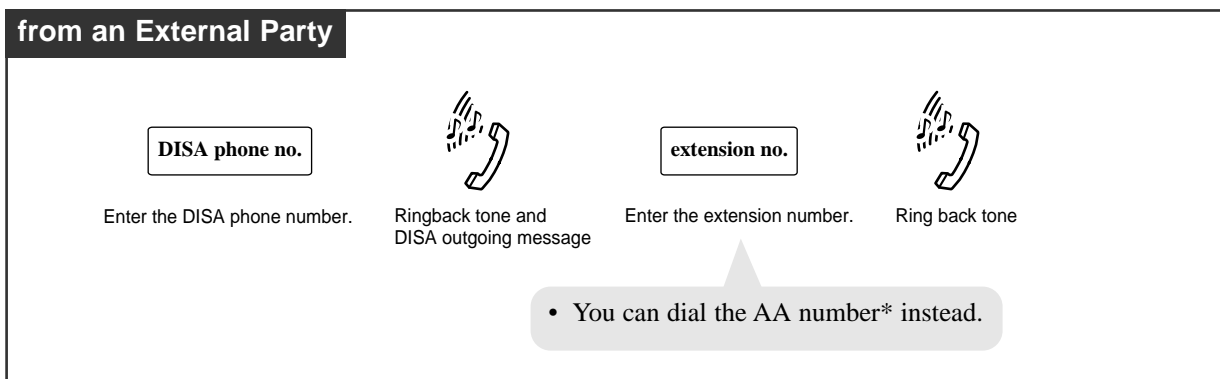 from an External Party
DISA phone no.
Enter the DISA phone number.
Ringback tone and
DISA outgoing message
extension no.
Enter the extension number.
Ring back tone
• You can dial the AA number* instead.